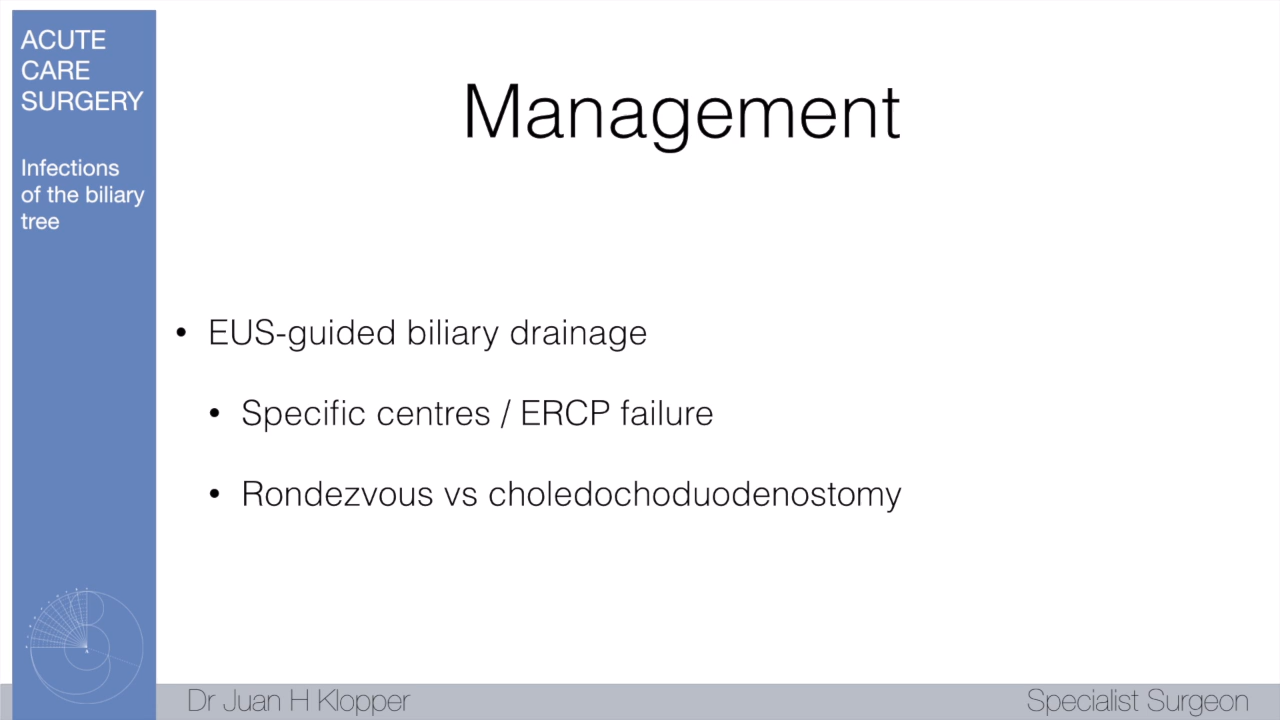 ACUTE
CARE
SURGERY
Infections
of the biliary
tree
Management
• EUS-guided biliary drainage
• Specific centres / ERCP failure
• Rondezvous vs choledochoduodenostomy
Dr Juan H Klopper
Specialist Surgeon